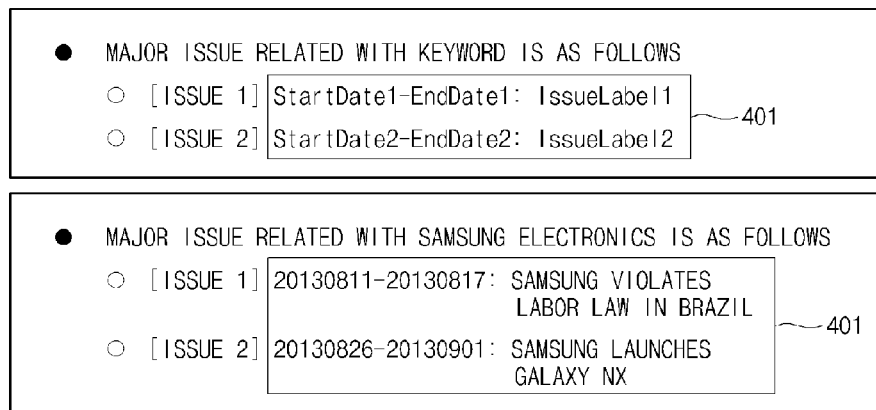 ● MAJOR ISSUE RELATED WITH KEYWORD IS AS FOLLOWS
○ [ISSUE 1] StartDate1-EndDate1: IssueLabel1
401
○ [ISSUE 2] StartDate2-EndDate2: IssueLabel2
● MAJOR ISSUE RELATED WITH SAMSUNG ELECTRONICS IS AS FOLLOWS
○ [ISSUE 1] 20130811-20130817: SAMSUNG VIOLATES
LABOR LAW IN BRAZIL
401
○ [ISSUE 2] 20130826-20130901: SAMSUNG LAUNCHES
GALAXY NX